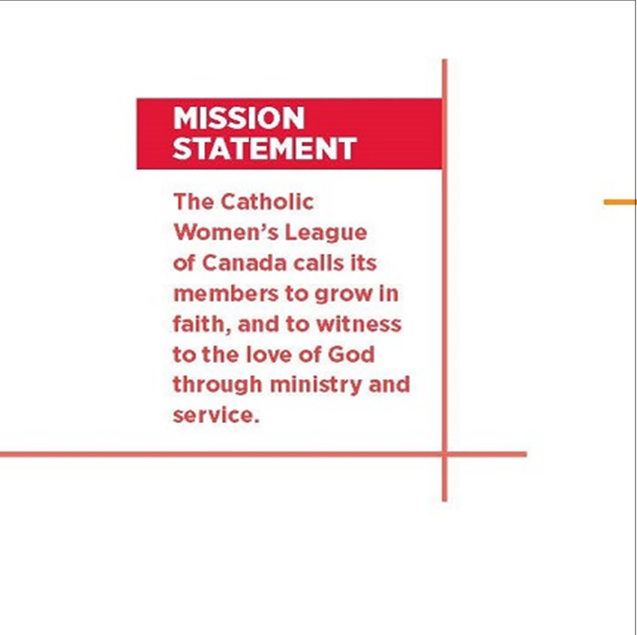 MISSION
STATEMENT
The Catholic
Women's League
of Canada calls its
members to grow in
faith, and to witness
to the love of God
through ministry and
service.